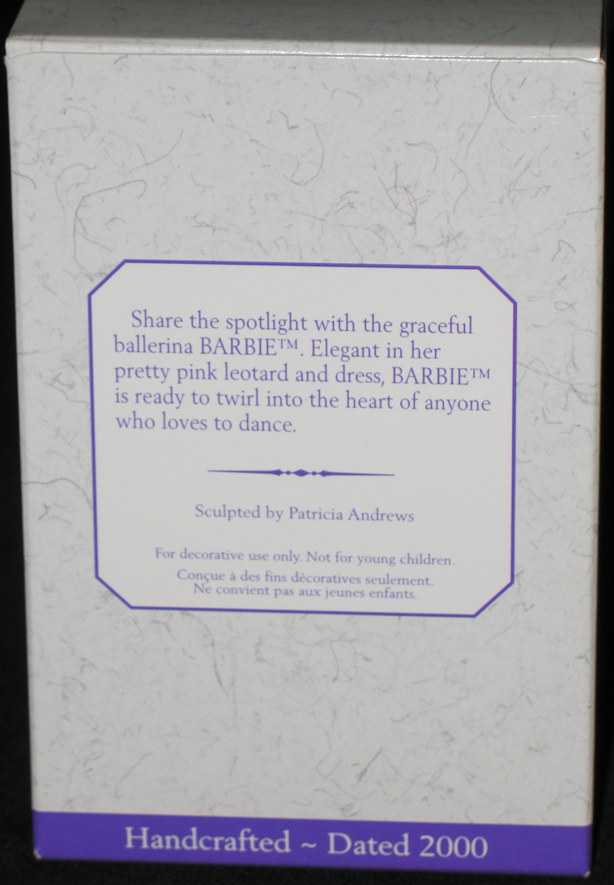 Share the spotlight with the graceful
ballerina BARBIE™. Elegant in her
pretty pink leotard and dress, BARBIE™
is ready to twirl into the heart of anyone
who loves to dance.
Sculpted by Patricia Andrews
For decorative use only. Not for young children.
Conçue à des fins décoratives seulement.
Ne convient pas aux jeunes enfants.
Handcrafted ~ Dated 2000